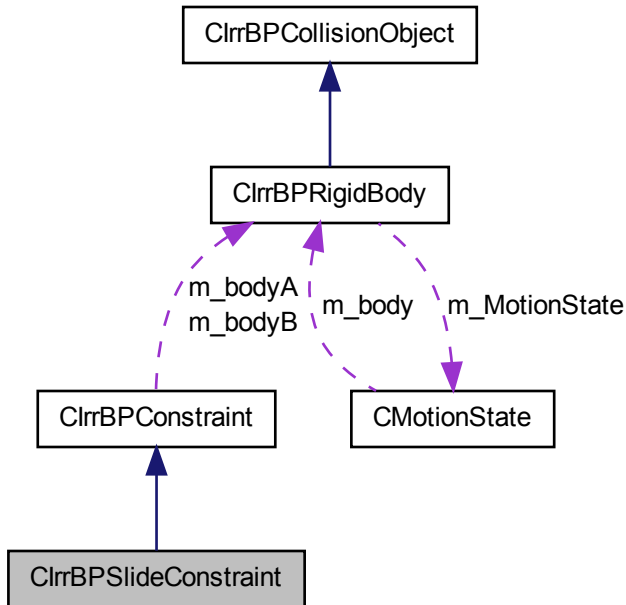 CIrrBPCollisionObject
CIrrBPRigidBody
m_bodyA
m_bodyB
m_body
m_MotionState
CIrrBPConstraint
CMotionState
CIrrBPSlideConstraint